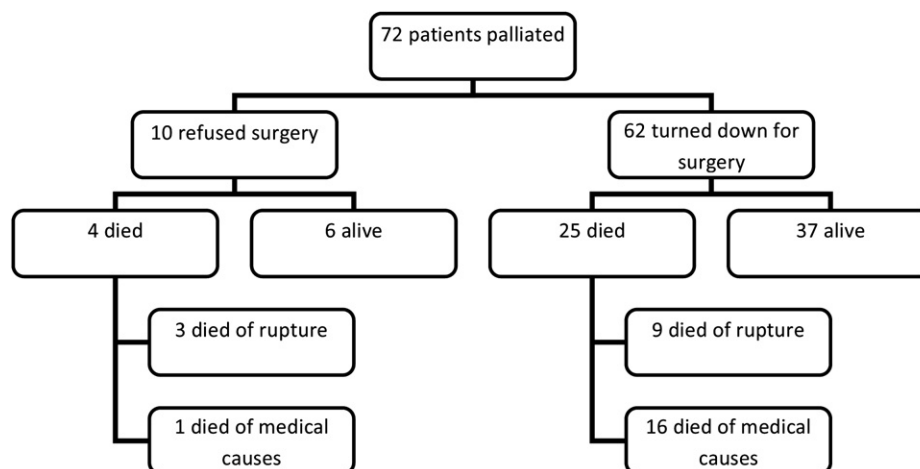 72 patients palliated
10 refused surgery
62 turned down for
surgery
4 died
6 alive
25 died
37 alive
3 died of rupture
9 died of rupture
1 died of medical
causes
16 died of medical
causes